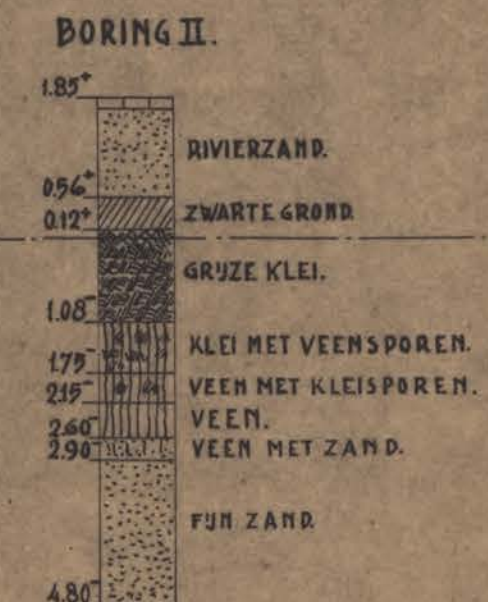 BORING II.
1.85+
RIVIERZAND.
0.56+
0.12+
ZWARTE GROND.
GRIJZE KLEI.
1.08-
KLEI MET VEENSPOREN.
1.75-
VEEN MET KLEISPOREN.
2.15-
VEEN.
2.60-
VEEN MET ZAND.
2.90-
FIJN ZAND.
4.80-